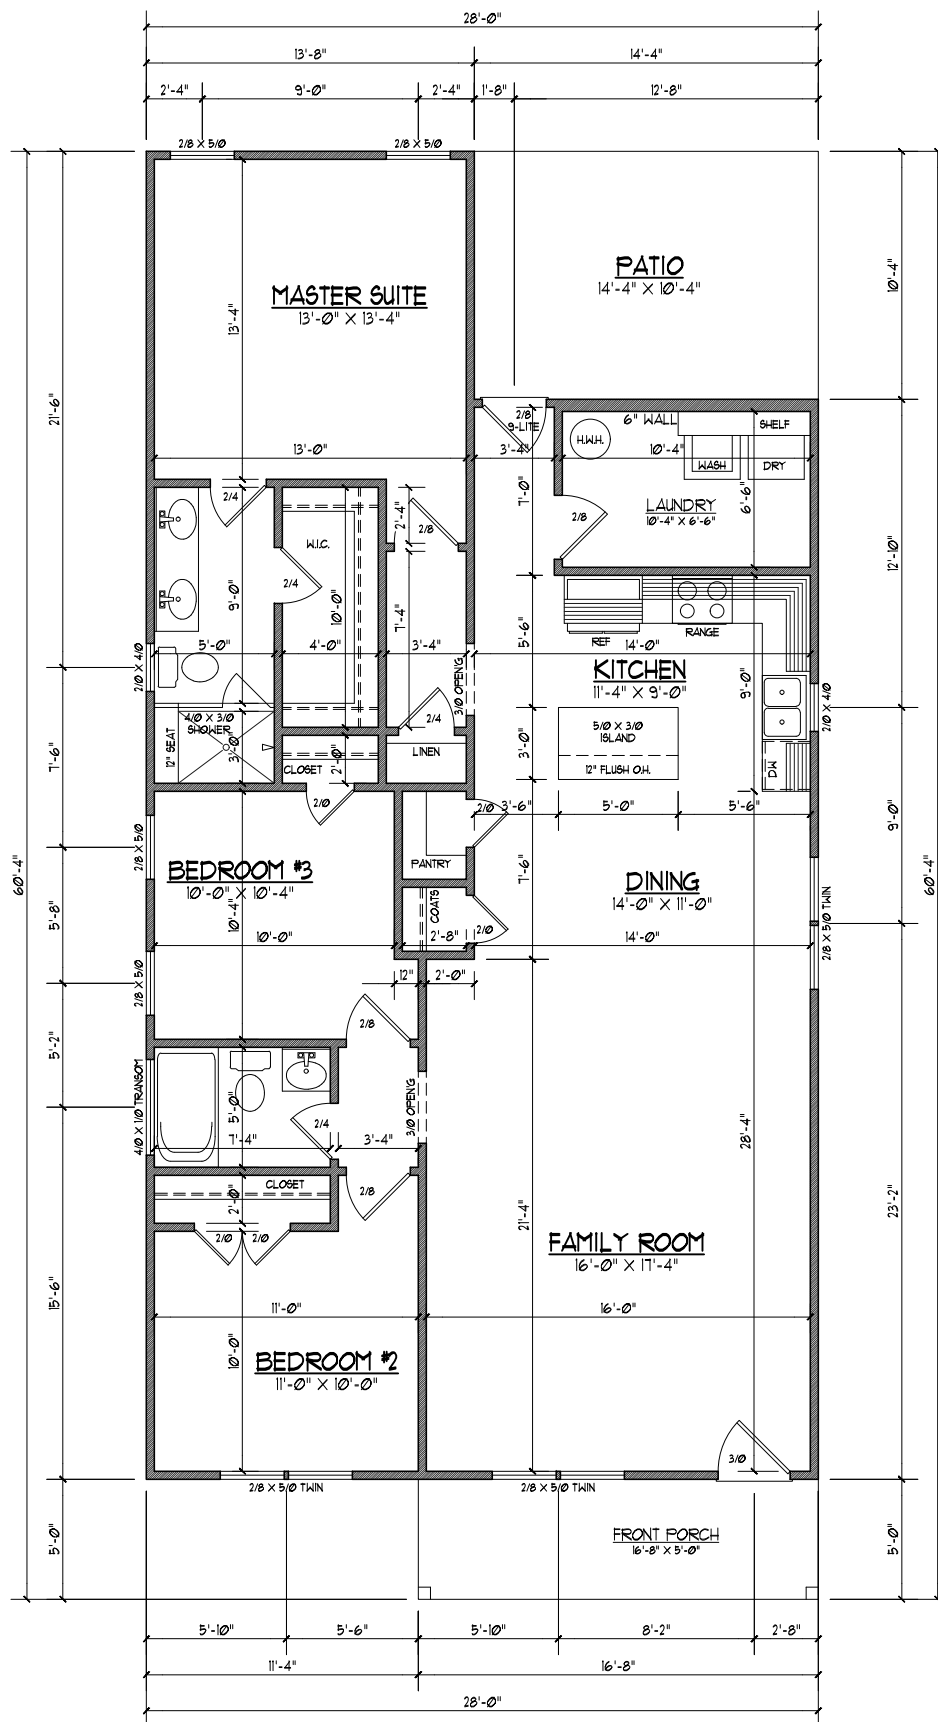 28'-0"
13'-8"
14'-4"
2'-4"
9'-0"
2'-4"
1'-8"
12'-8"
2/8 X 5/0
2/8 X 5/0
PATIO
14'-4" X 10'-4"
10'-4"
MASTER SUITE
13'-0" X 13'-4"
13'-4"
21'-6"
2/8
9-LITE
6" WALL
SHELF
H.W.H.
13'-0"
3'-4"
10'-4"
WASH
DRY
2/4
7'-0"
6'-6"
LAUNDRY
10'-4" X 6'-6"
2'-4"
2/8
2/8
W.I.C.
12'-10"
2/4
9'-0"
10'-0"
7'-4"
5'-6"
RANGE
REF
5'-0"
4'-0"
3'-4"
14'-0"
2/0 X 4/0
3/0 OPEN'G
KITCHEN
11'-4" X 9'-0"
9'-0"
2/0 X 4/0
4/0 X 3/0
SHOWER
2/4
5/0 X 3/0
ISLAND
12" SEAT
3'-0"
2'-0"
LINEN
3'-0"
7'-6"
CLOSET
12" FLUSH O.H.
DW
2/0
2/0
3'-6"
5'-0"
5'-6"
9'-0"
2/8 X 5/0
PANTRY
7'-6"
60'-4"
60'-4"
BEDROOM #3
10'-0" X 10'-4"
10'-4"
DINING
14'-0" X 11'-0"
COATS
5'-8"
10'-0"
2'-8"
2/0
14'-0"
2/8 X 5/0 TWIN
2/8 X 5/0
12"
2'-0"
2/8
5'-2"
4/0 X 1/0 TRANSOM
3/0 OPEN'G
5'-0"
2/4
7'-4"
3'-4"
28'-4"
CLOSET
2/8
2'-0"
21'-4"
23'-2"
2/0
2/0
FAMILY ROOM
16'-0" X 17'-4"
15'-6"
11'-0"
16'-0"
10'-0"
BEDROOM #2
11'-0" X 10'-0"
3/0
2/8 X 5/0 TWIN
2/8 X 5/0 TWIN
5'-0"
FRONT PORCH
16'-8" X 5'-0"
5'-0"
5'-10"
5'-6"
5'-10"
8'-2"
2'-8"
11'-4"
16'-8"
28'-0"